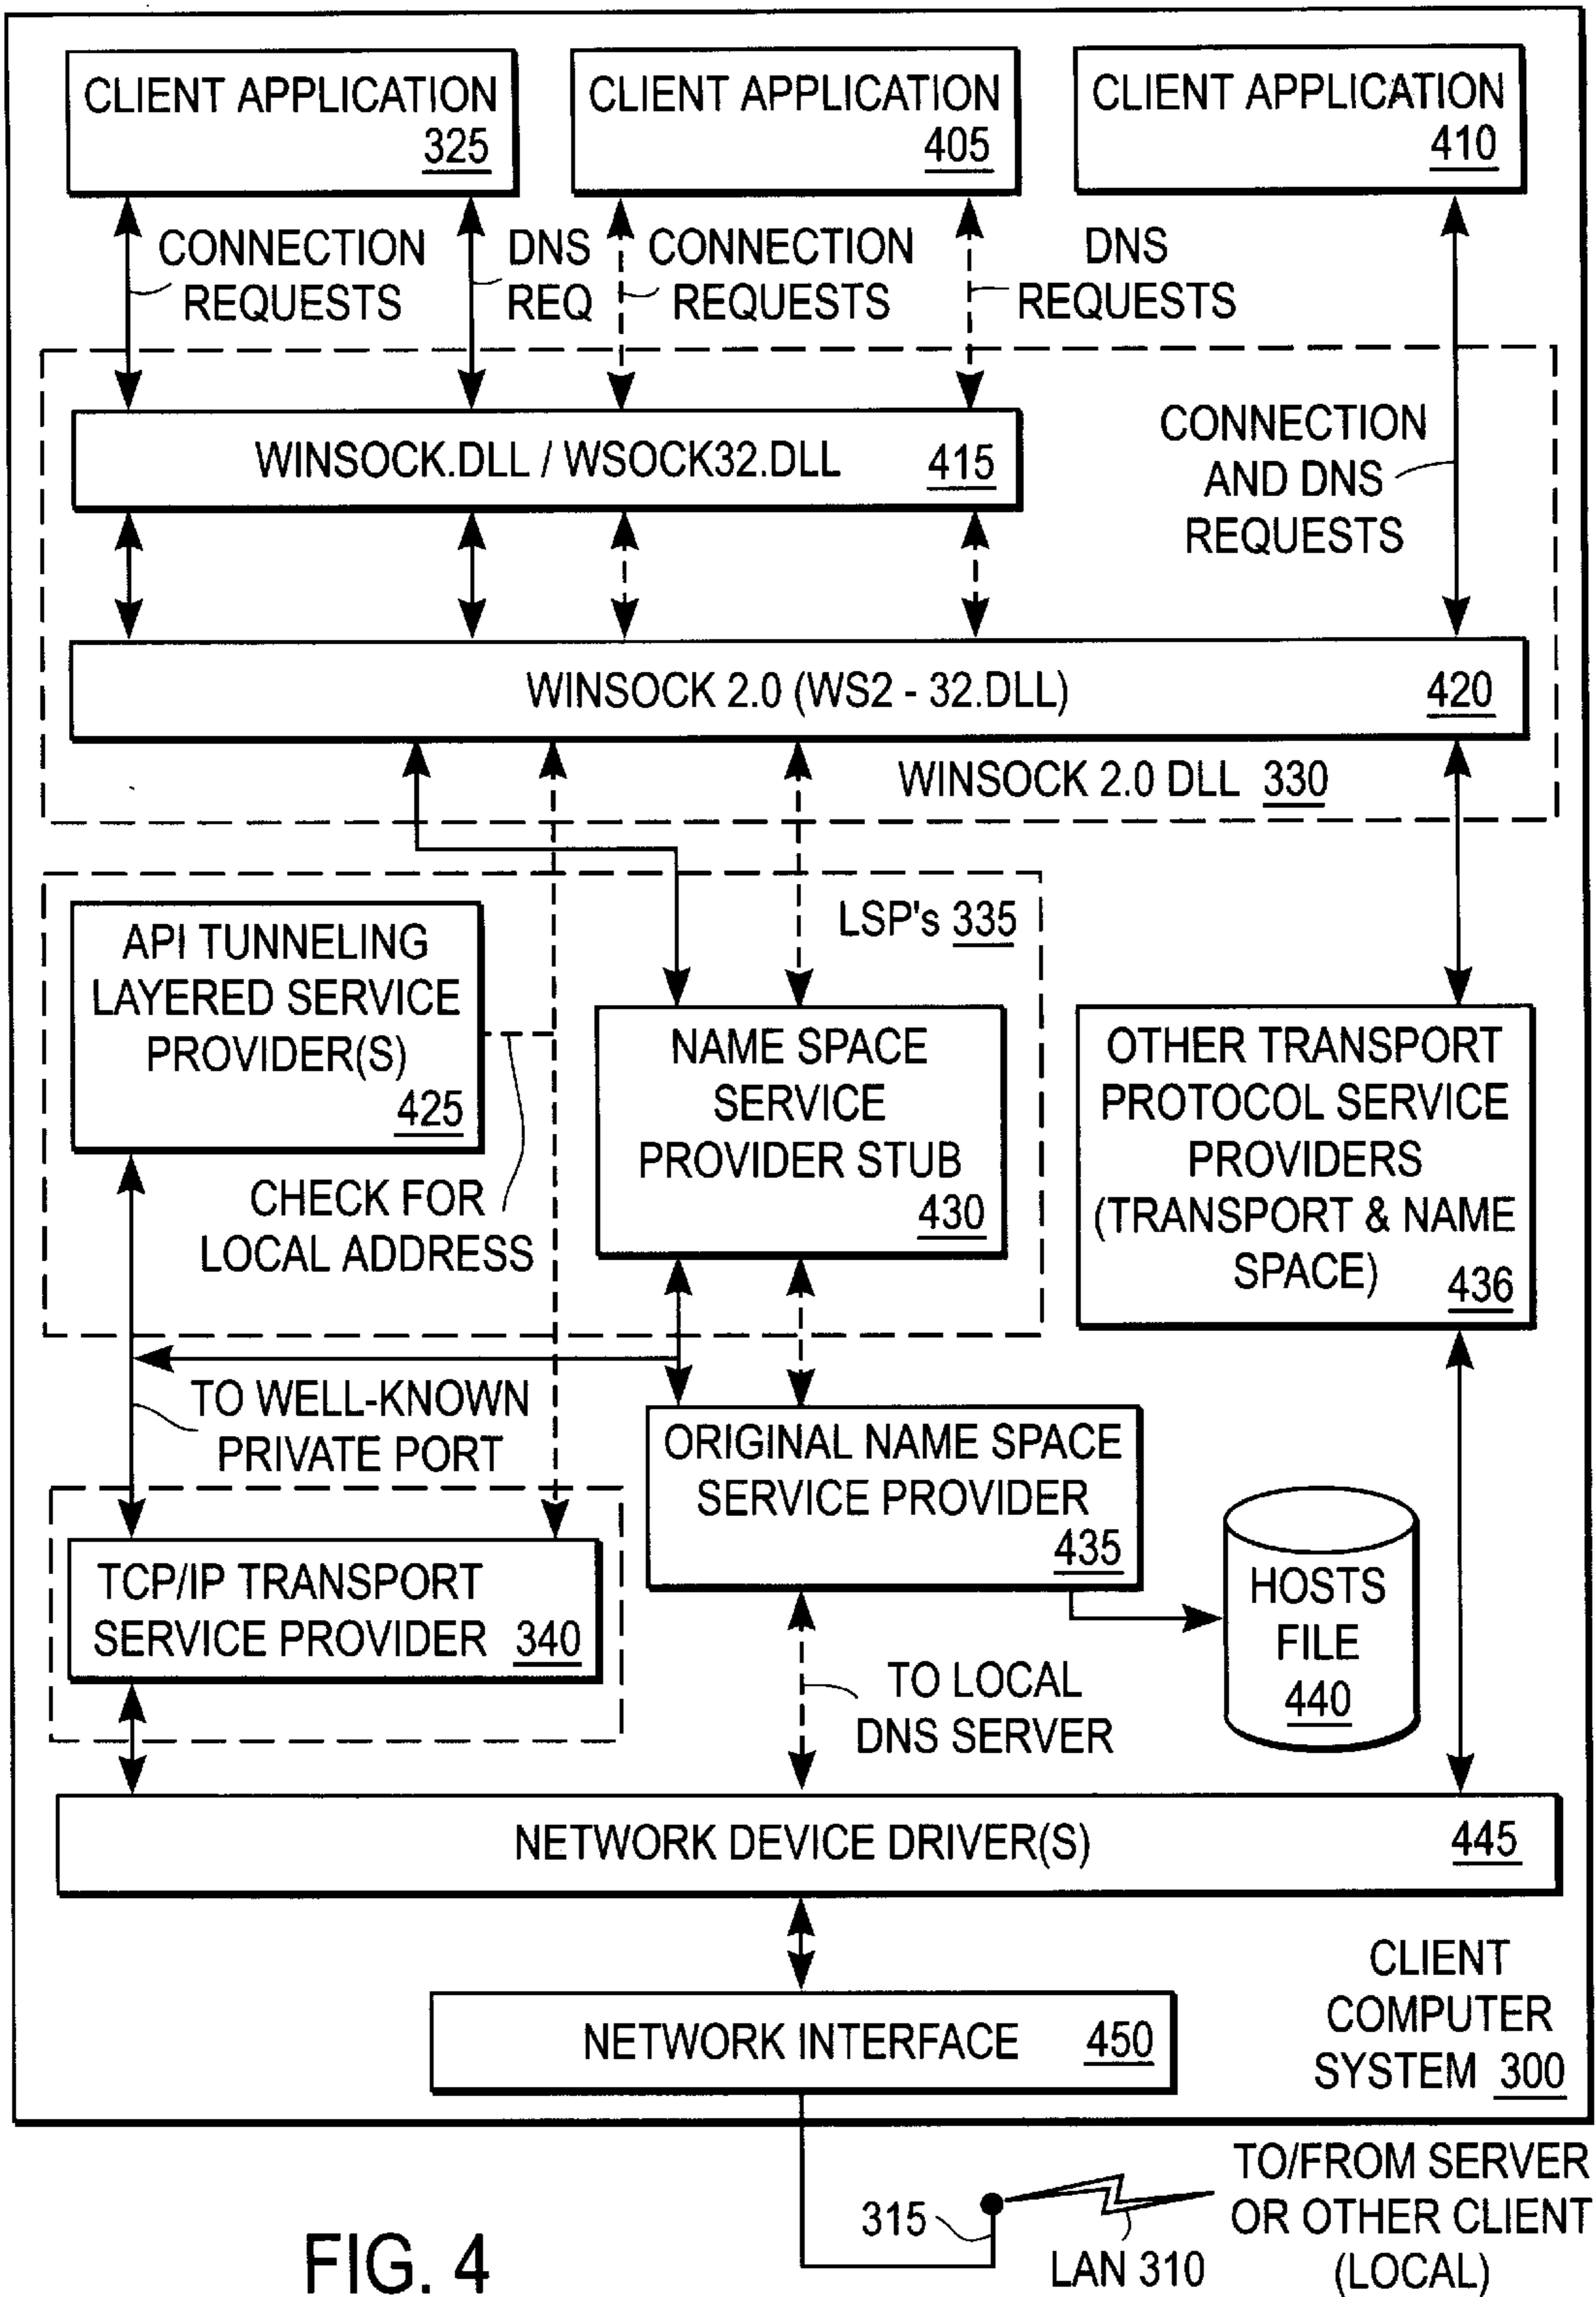 CLIENT APPLICATION
325
CLIENT APPLICATION
405
CLIENT APPLICATION
410
CONNECTION
REQUESTS
DNS
REQ
CONNECTION
REQUESTS
DNS
REQUESTS
CONNECTION
AND DNS
REQUESTS
WINSOCK.DLL / WSOCK32.DLL 415
WINSOCK 2.0 (WS2 - 32.DLL) 420
WINSOCK 2.0 DLL 330
LSP's 335
API TUNNELING
LAYERED SERVICE
PROVIDER(S)
425
NAME SPACE
SERVICE
PROVIDER STUB
430
OTHER TRANSPORT
PROTOCOL SERVICE
PROVIDERS
(TRANSPORT & NAME
SPACE)
436
CHECK FOR
LOCAL ADDRESS
TO WELL-KNOWN
PRIVATE PORT
ORIGINAL NAME SPACE
SERVICE PROVIDER
435
TCP/IP TRANSPORT
SERVICE PROVIDER 340
HOSTS
FILE
440
TO LOCAL
DNS SERVER
NETWORK DEVICE DRIVER(S) 445
NETWORK INTERFACE 450
CLIENT
COMPUTER
SYSTEM 300
315
LAN 310
TO/FROM SERVER
OR OTHER CLIENT
(LOCAL)
FIG. 4